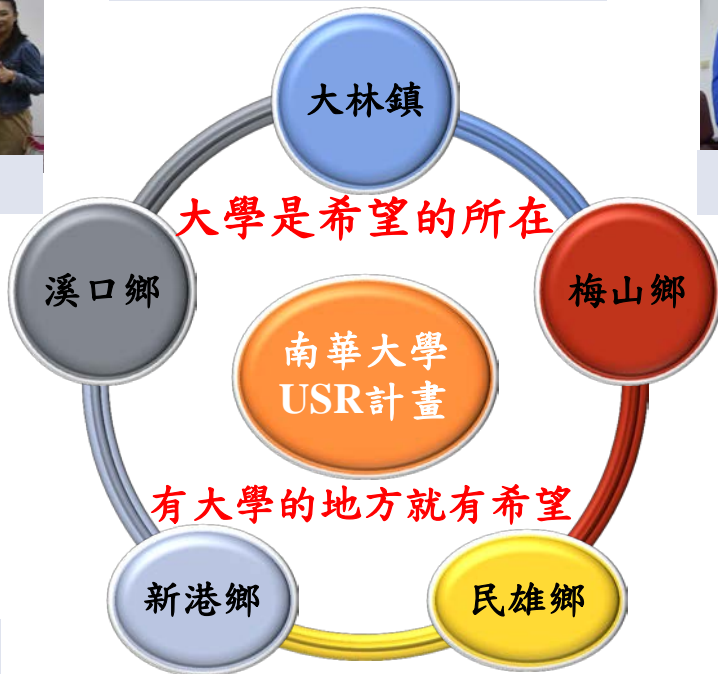 大林鎮
大學是希望的所在
溪口鄉
梅山鄉
南華大學
USR計畫
有大學的地方就有希望
新港鄉
民雄鄉